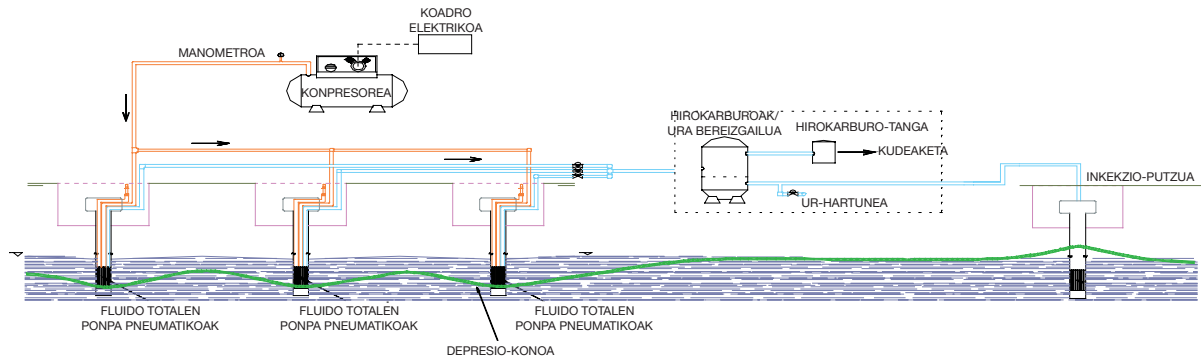 KOADRO
ELEKTRIKOA
MANOMETROA
KONPRESOREA
HIROKARBUROAK/
URA BEREIZGAILUA
HIROKARBURO-TANGA
KUDEAKETA
UR-HARTUNEA
INKEKZIO-PUTZUA
FLUIDO TOTALEN
PONPA PNEUMATIKOAK
FLUIDO TOTALEN
PONPA PNEUMATIKOAK
FLUIDO TOTALEN
PONPA PNEUMATIKOAK
DEPRESIO-KONOA